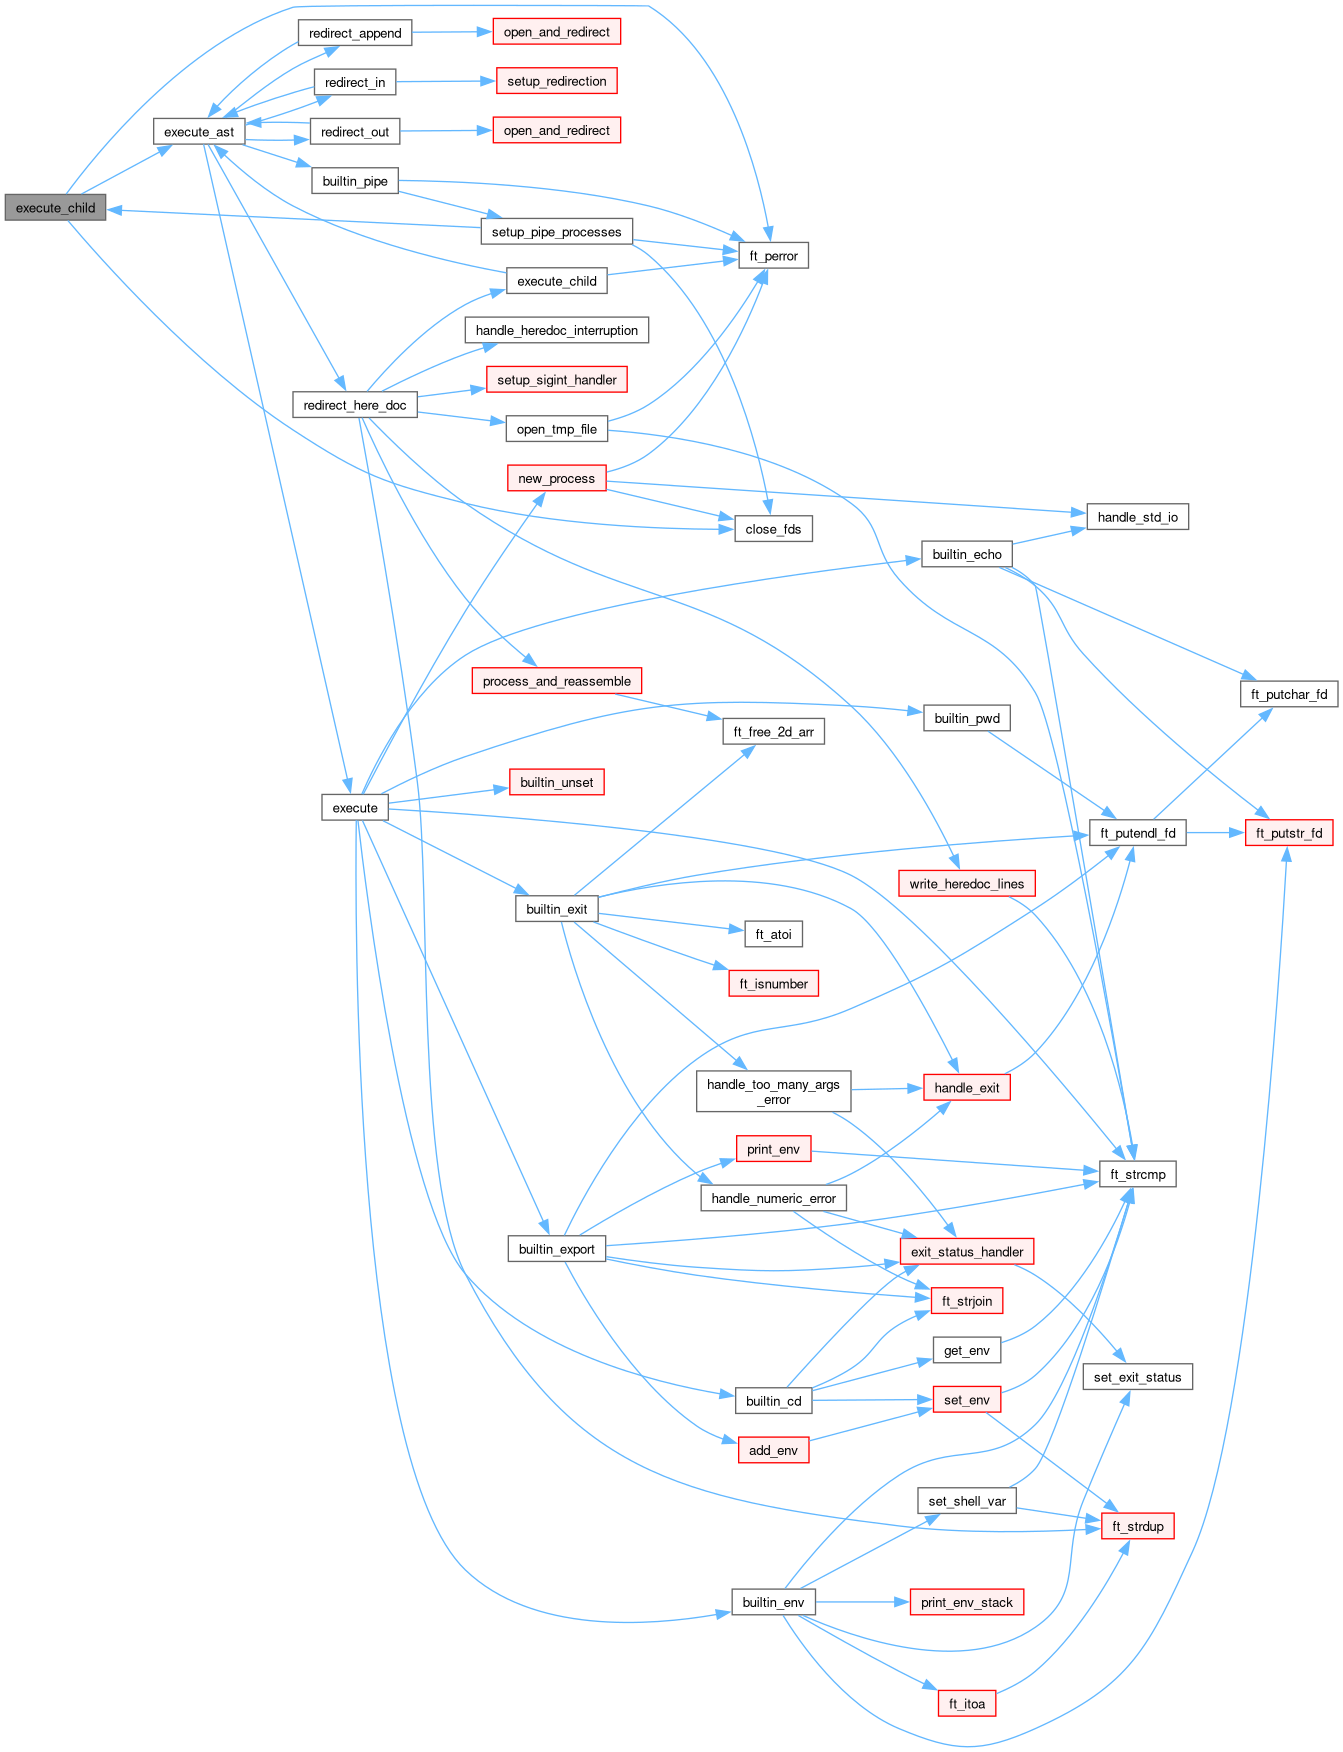 redirect_append
open_and_redirect
redirect_in
setup_redirection
execute_ast
redirect_out
open_and_redirect
builtin_pipe
execute_child
setup_pipe_processes
ft_perror
execute_child
handle_heredoc_interruption
setup_sigint_handler
redirect_here_doc
open_tmp_file
new_process
handle_std_io
close_fds
builtin_echo
process_and_reassemble
ft_putchar_fd
builtin_pwd
ft_free_2d_arr
builtin_unset
execute
ft_putendl_fd
ft_putstr_fd
write_heredoc_lines
builtin_exit
ft_atoi
ft_isnumber
handle_too_many_args
_error
handle_exit
print_env
ft_strcmp
handle_numeric_error
builtin_export
exit_status_handler
ft_strjoin
get_env
set_exit_status
builtin_cd
set_env
add_env
set_shell_var
ft_strdup
builtin_env
print_env_stack
ft_itoa